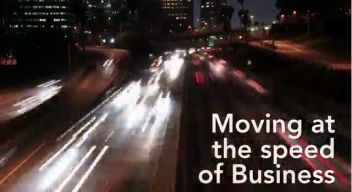 Moving at
the speed
of Business